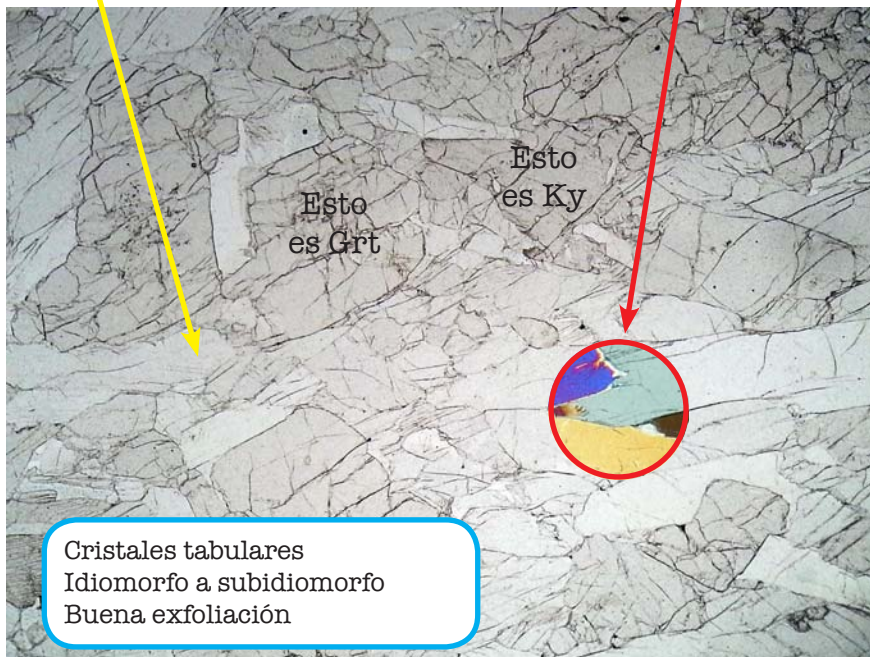 Esto
es Grt
Esto
es Ky
Cristales tabulares
Idiomorfo a subidiomorfo
Buena exfoliación